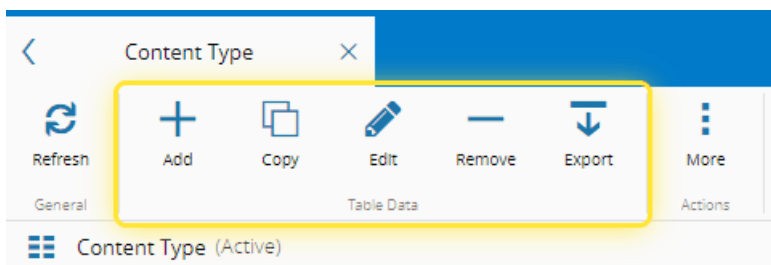 Content Type
Refresh Add Copy Edit Remove Export More
General Table Data Actions
Content Type (Active)